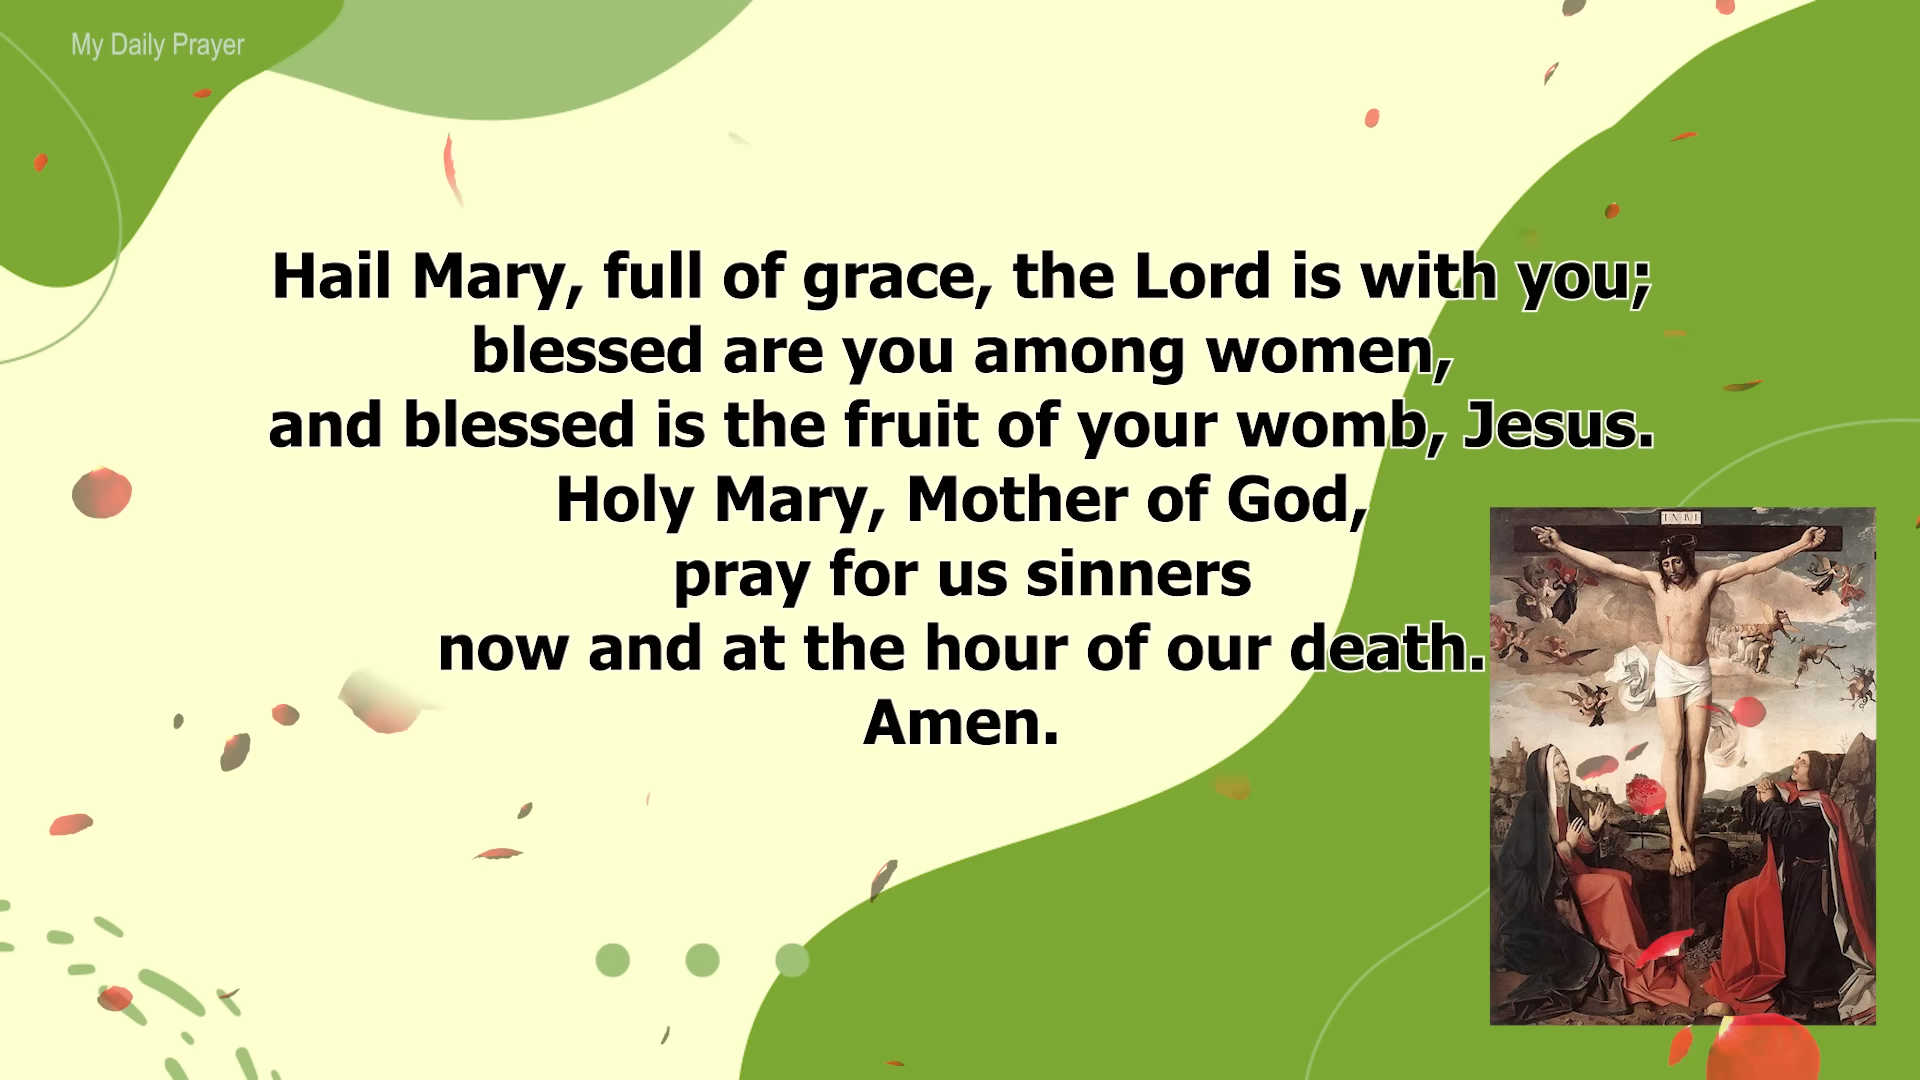 My Daily Prayer
Hail Mary, full of grace, the Lord is with you;
blessed are you among women,
and blessed is the fruit of your womb, Jesus.
Holy Mary, Mother of God,
pray for us sinners
now and at the hour of our death.
Amen.
INRI